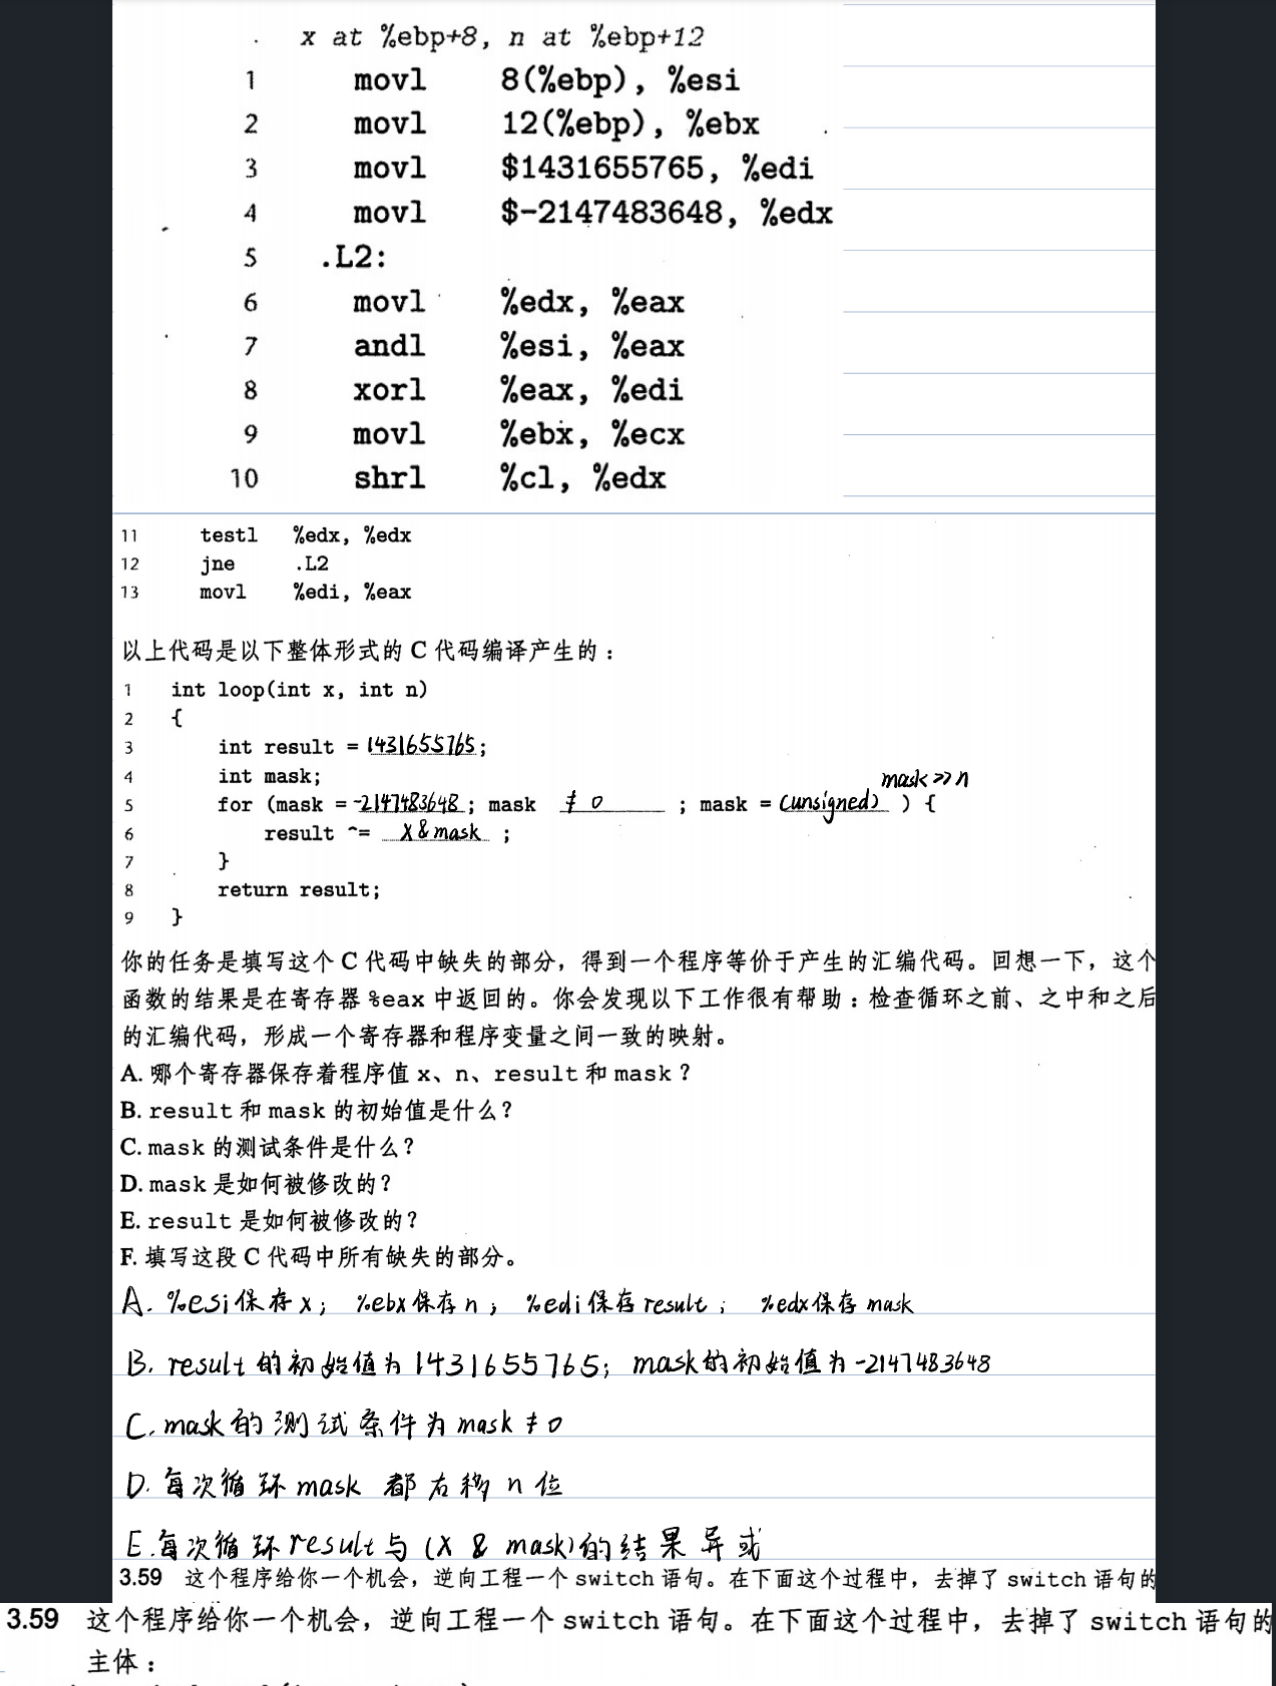 x at %ebp+8, n at %ebp+12
1 movl 8(%ebp), %esi
2 movl 12(%ebp), %ebx
3 movl $1431655765, %edi
4 movl $-2147483648, %edx
5 .L2:
6 movl %edx, %eax
7 andl %esi, %eax
8 xorl %eax, %edi
9 movl %ebx, %ecx
10 shrl %cl, %edx
11 testl %edx, %edx
12 jne .L2
13 movl %edi, %eax
以上代码是以下整体形式的 C 代码编译产生的：
1 int loop(int x, int n)
2 {
3 int result = 1431655765;
4 int mask;
mask >> n
5 for (mask = -2147483648; mask ≠ 0 ; mask = (unsigned) ) {
6 result ^= x & mask ;
7 }
8 return result;
9 }
你的任务是填写这个 C 代码中缺失的部分，得到一个程序等价于产生的汇编代码。回想一下，这个
函数的结果是在寄存器 %eax 中返回的。你会发现以下工作很有帮助：检查循环之前、之中和之后
的汇编代码，形成一个寄存器和程序变量之间一致的映射。
A. 哪个寄存器保存着程序值 x、n、result 和 mask？
B. result 和 mask 的初始值是什么？
C. mask 的测试条件是什么？
D. mask 是如何被修改的？
E. result 是如何被修改的？
F. 填写这段 C 代码中所有缺失的部分。
A. %esi保存x； %ebx保存n； %edi保存result； %edx保存mask
B. result的初始值为1431655765；mask的初始值为-2147483648
C. mask的测试条件为mask≠0
D. 每次循环mask都右移n位
E. 每次循环result与(x & mask)的结果异或
3.59 这个程序给你一个机会，逆向工程一个 switch 语句。在下面这个过程中，去掉了 switch 语句的
3.59 这个程序给你一个机会，逆向工程一个 switch 语句。在下面这个过程中，去掉了 switch 语句的
主体：